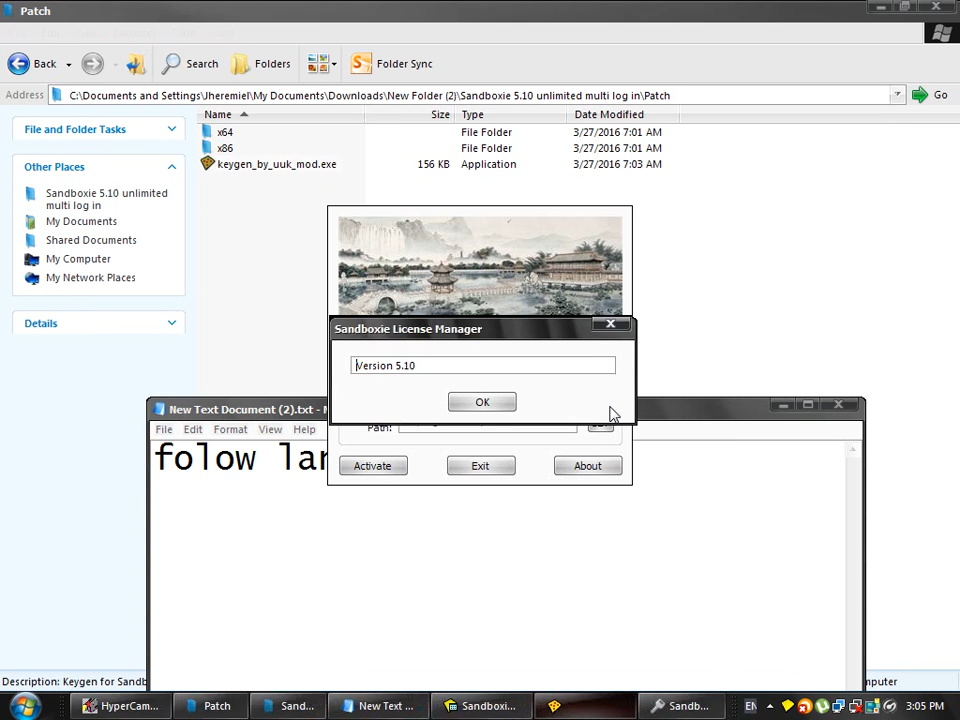 Patch
Back
Search
Folders
Folder Sync
Address
C:\Documents and Settings\Jheremiel\My Documents\Downloads\New Folder (2)\Sandboxie 5.10 unlimited multi log in\Patch
Go
File and Folder Tasks
Other Places
Sandboxie 5.10 unlimited
multi log in
My Documents
Shared Documents
My Computer
My Network Places
Details
Name Size Type Date Modified
x64 File Folder 3/27/2016 7:01 AM
x86 File Folder 3/27/2016 7:01 AM
keygen_by_uuk_mod.exe 156 KB Application 3/27/2016 7:03 AM
Sandboxie License Manager
X
Version 5.10
OK
Path:
Activate Exit About
New Text Document (2).txt -
File Edit Format View Help
folow
Description: Keygen for Sandb
HyperCam... Patch Sand... New Text ... Sandboxi... Sandb... EN 3:05 PM